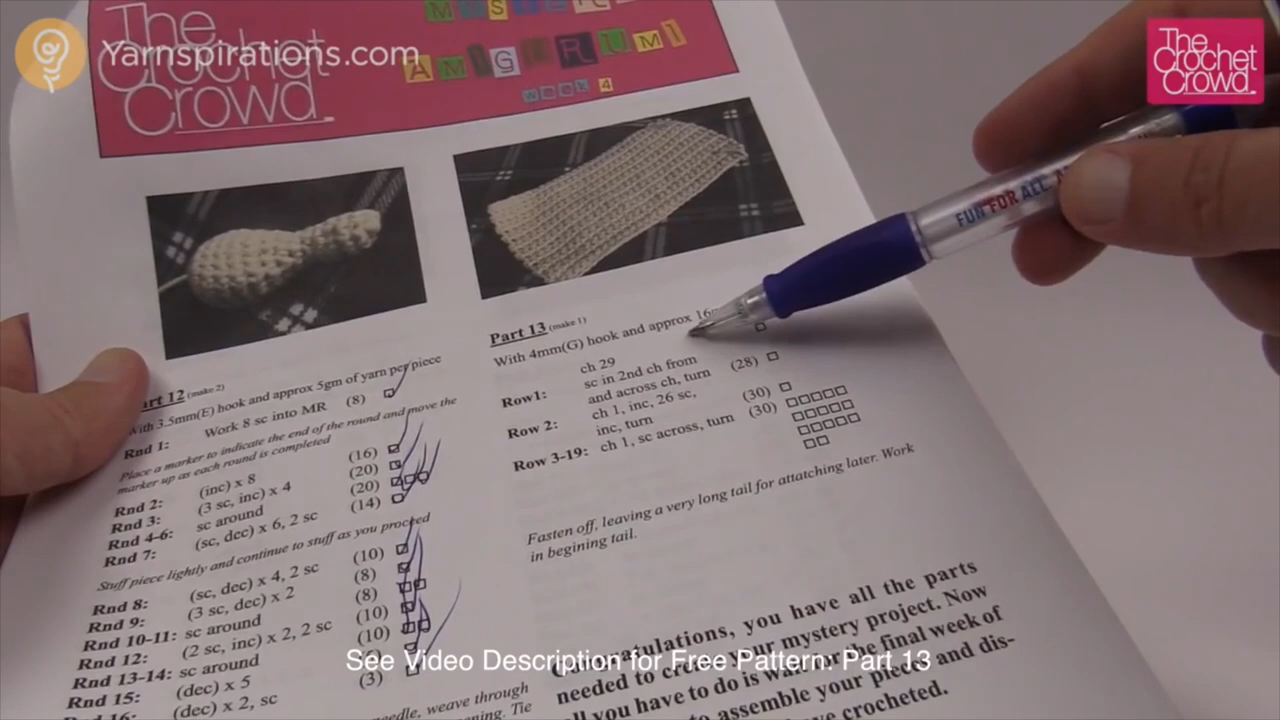 Yarnspirations.com
The
Crochet
Crowd
The
Crochet
Crowd
AMiguRuMi
week 4
Part 12 (make 2)
With 3.5mm(E) hook and approx 5gm of yarn per piece
Rnd 1: Work 8 sc into MR (8)
Place a marker to indicate the end of the round and move the
marker up as each round is completed
Rnd 2: (inc) x 8 (16)
Rnd 3: (3 sc, inc) x 4 (20)
Rnd 4-6: sc around (20)
Rnd 7: (sc, dec) x 6, 2 sc (14)
Stuff piece lightly and continue to stuff as you proceed
Rnd 8: (sc, dec) x 4, 2 sc (10)
Rnd 9: (3 sc, dec) x 2 (8)
Rnd 10-11: sc around (8)
Rnd 12: (2 sc, inc) x 2, 2 sc (10)
Rnd 13-14: sc around (10)
Rnd 15: (dec) x 5
(dec) x 2, sc (3)
needle, weave through
Tie
Part 13 (make 1)
With 4mm(G) hook and approx
ch 29
Row1: sc in 2nd ch from
and across ch, turn (28)
Row 2: ch 1, inc, 26 sc,
inc, turn (30)
Row 3-19: ch 1, sc across, turn (30)
Fasten off, leaving a very long tail for attatching later. Work
in begining tail.
Congratulations, you have all the parts
needed to create your mystery project. Now
all you have to do is wait for the final week of
to assemble your pieces and dis-
crocheted.
FUN FOR ALL
See Video Description for Free Pattern: Part 13